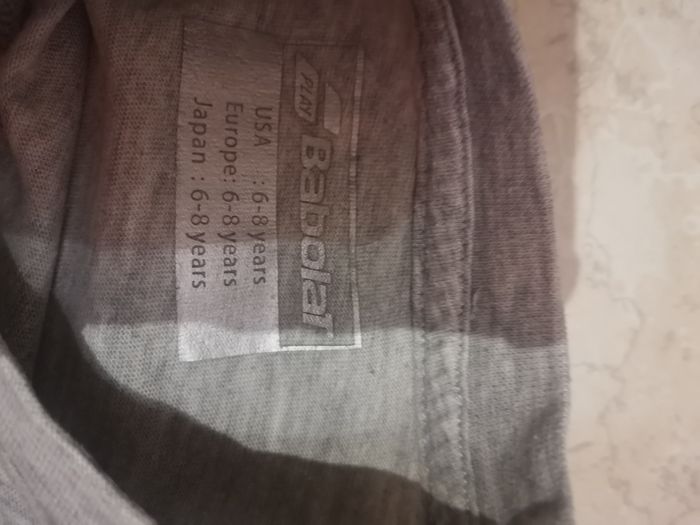 PLAY Babolat
USA : 6-8 years
Europe: 6-8 years
Japan : 6-8 years